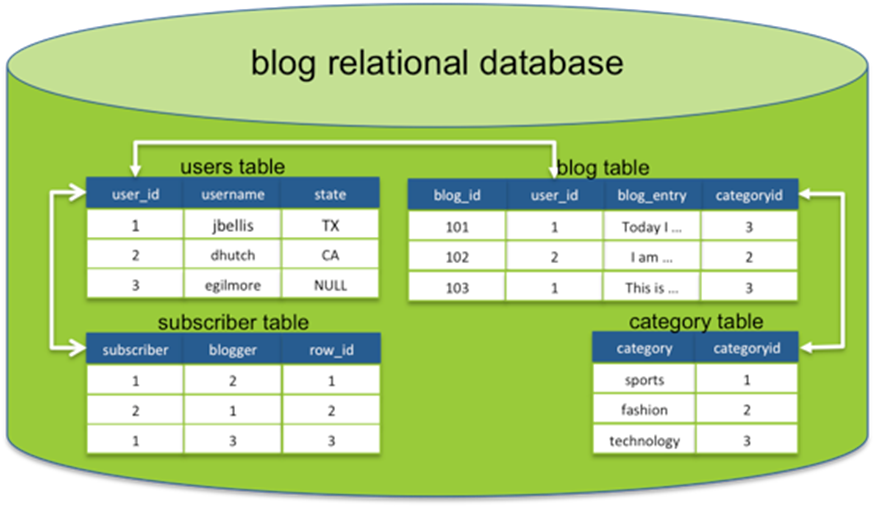 blog relational database
users table
user_id username state
1 jbellis TX
2 dhutch CA
3 egilmore NULL
blog table
blog_id user_id blog_entry categoryid
101 1 Today I ... 3
102 2 I am ... 2
103 1 This is ... 3
subscriber table
subscriber blogger row_id
1 2 1
2 1 2
1 3 3
category table
category categoryid
sports 1
fashion 2
technology 3